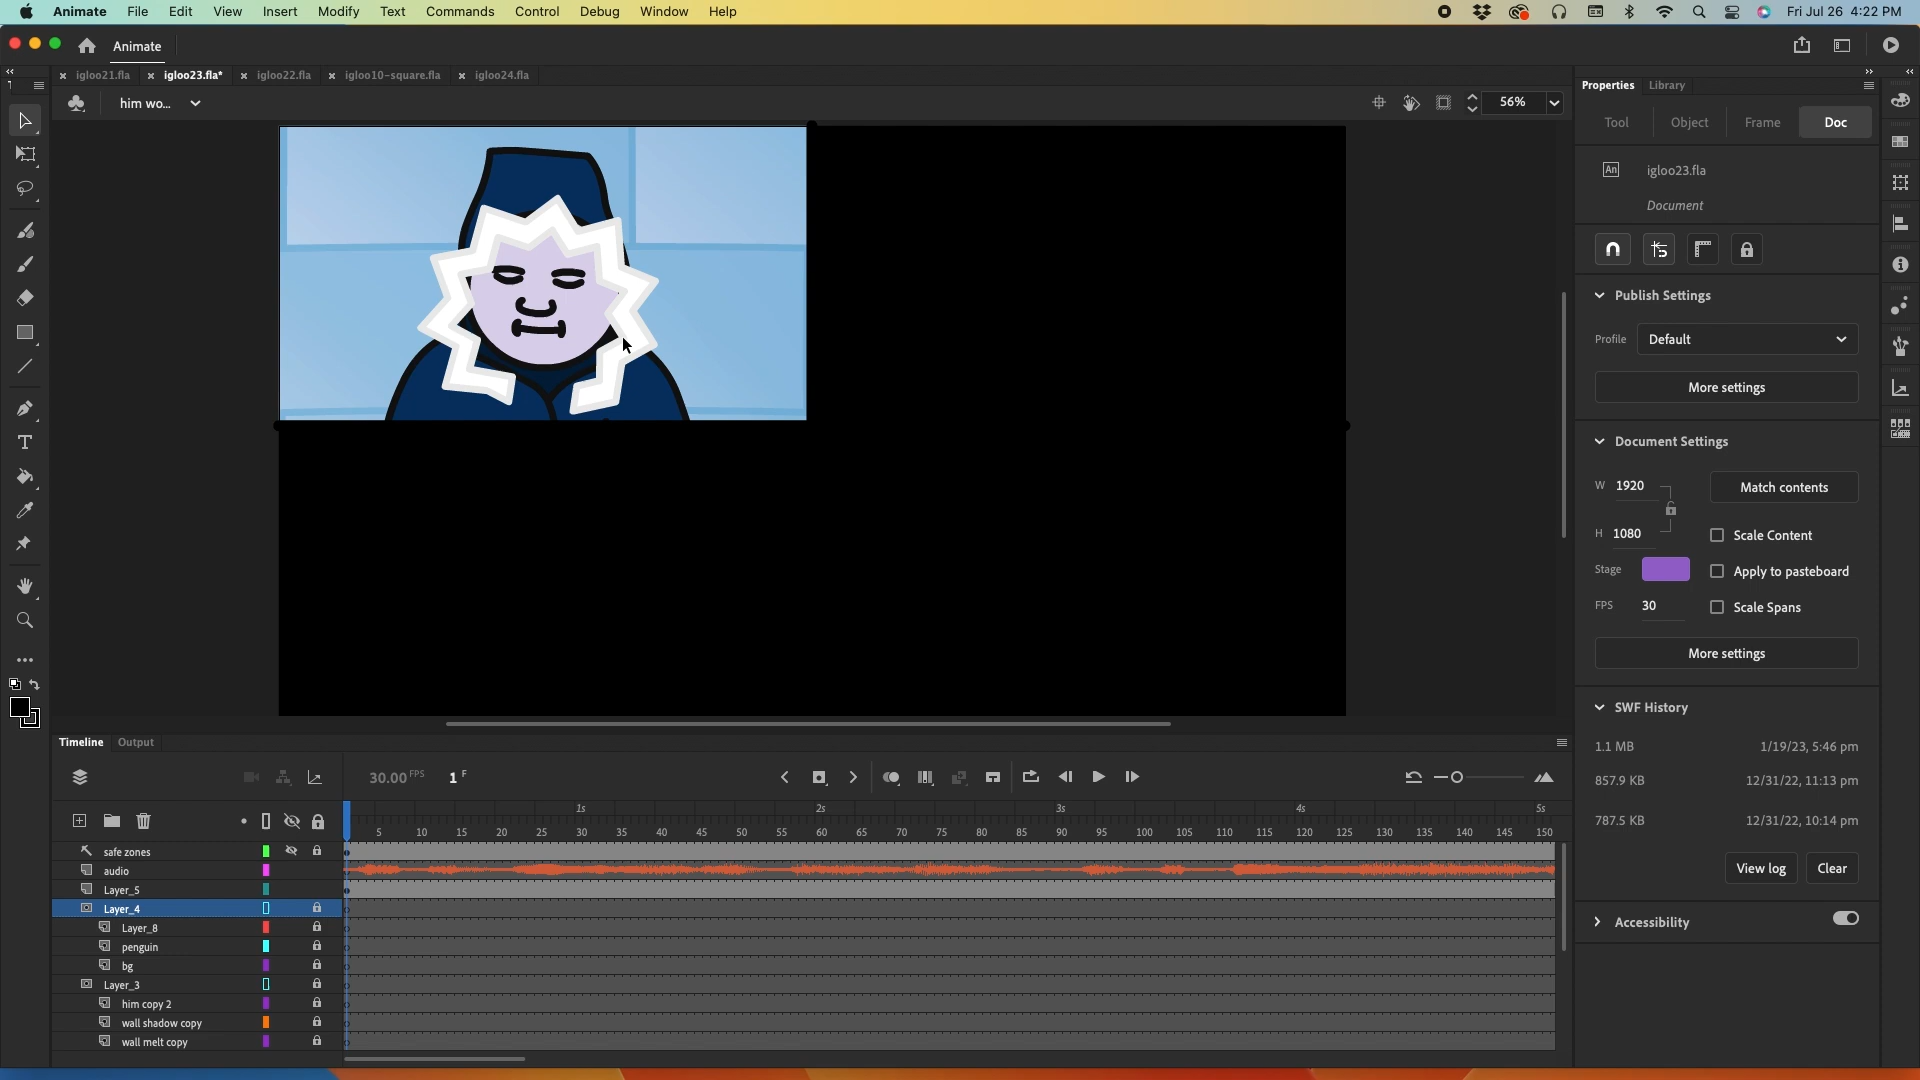 Animate File Edit View Insert Modify Text Commands Control Debug Window Help Fri Jul 26 4:22 PM
Animate
igloo21.fla igloo23.fla* igloo22.fla igloo10-square.fla igloo24.fla
him wo... 56%
Properties Library
Tool Object Frame Doc
An igloo23.fla
Document
Publish Settings
Profile Default
More settings
Document Settings
W 1920 Match contents
H 1080 Scale Content
Stage Apply to pasteboard
FPS 30 Scale Spans
More settings
SWF History
1.1 MB 1/19/23, 5:46 pm
857.9 KB 12/31/22, 11:13 pm
787.5 KB 12/31/22, 10:14 pm
View log Clear
Accessibility
Timeline Output
30.00 FPS 1 F
1s 2s 3s 4s 5s
5 10 15 20 25 30 35 40 45 50 55 60 65 70 75 80 85 90 95 100 105 110 115 120 125 130 135 140 145 150
safe zones
audio
Layer_5
Layer_4
Layer_8
penguin
bg
Layer_3
him copy 2
wall shadow copy
wall melt copy